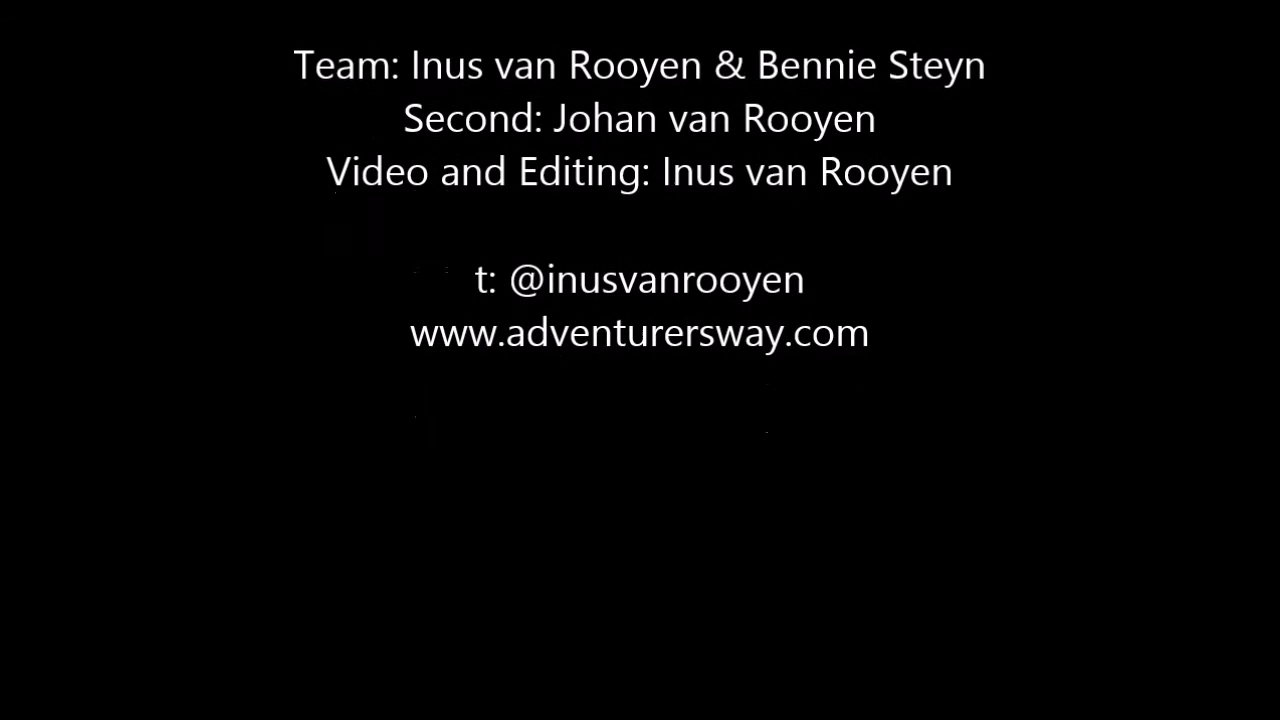 Team: Inus van Rooyen & Bennie Steyn
Second: Johan van Rooyen
Video and Editing: Inus van Rooyen
t: @inusvanrooyen
www.adventurersway.com